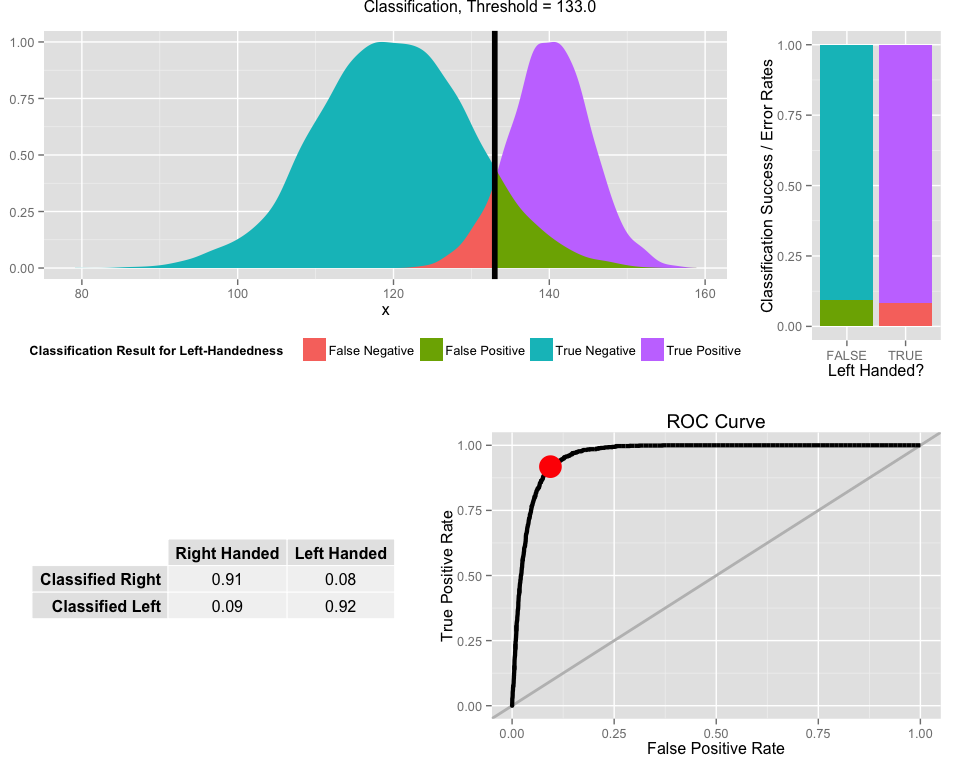 Classification, Threshold = 133.0
1.00
0.75
0.50
0.25
0.00
80 100 120 140 160
x
Classification Result for Left-Handedness False Negative False Positive True Negative True Positive
Classification Success / Error Rates
1.00
0.75
0.50
0.25
0.00
FALSE TRUE
Left Handed?
Right Handed Left Handed
Classified Right 0.91 0.08
Classified Left 0.09 0.92
ROC Curve
True Positive Rate
1.00
0.75
0.50
0.25
0.00
0.00 0.25 0.50 0.75 1.00
False Positive Rate